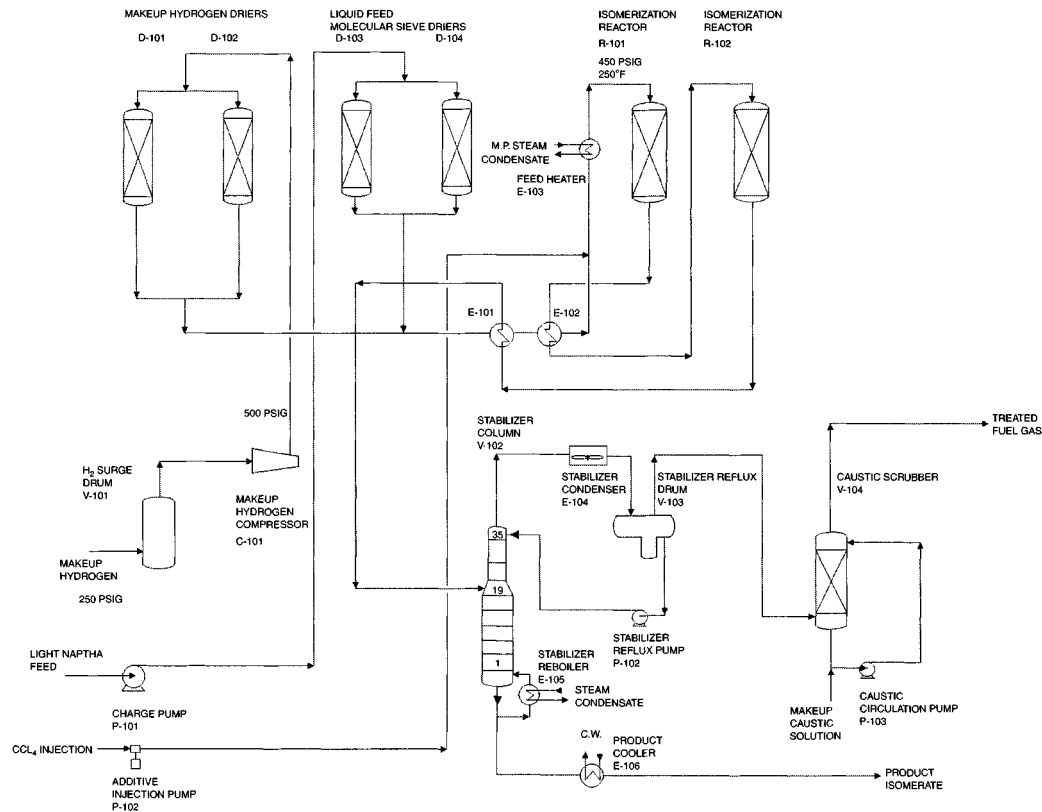 MAKEUP HYDROGEN DRIERS
D-101
D-102
LIQUID FEED
MOLECULAR SIEVE DRIERS
D-103
D-104
ISOMERIZATION
REACTOR
R-101
450 PSIG
250°F
ISOMERIZATION
REACTOR
R-102
M.P. STEAM
CONDENSATE
FEED HEATER
E-103
E-101
E-102
500 PSIG
H₂ SURGE
DRUM
V-101
MAKEUP
HYDROGEN
COMPRESSOR
C-101
MAKEUP
HYDROGEN
250 PSIG
LIGHT NAPTHA
FEED
CHARGE PUMP
P-101
CCL₄ INJECTION
ADDITIVE
INJECTION PUMP
P-102
STABILIZER
COLUMN
V-102
35
19
1
STABILIZER
CONDENSER
E-104
STABILIZER REFLUX
DRUM
V-103
STABILIZER
REFLUX PUMP
P-102
STABILIZER
REBOILER
E-105
STEAM
CONDENSATE
C.W.
PRODUCT
COOLER
E-106
TREATED
FUEL GAS
CAUSTIC SCRUBBER
V-104
MAKEUP
CAUSTIC
SOLUTION
CAUSTIC
CIRCULATION PUMP
P-103
PRODUCT
ISOMERATE